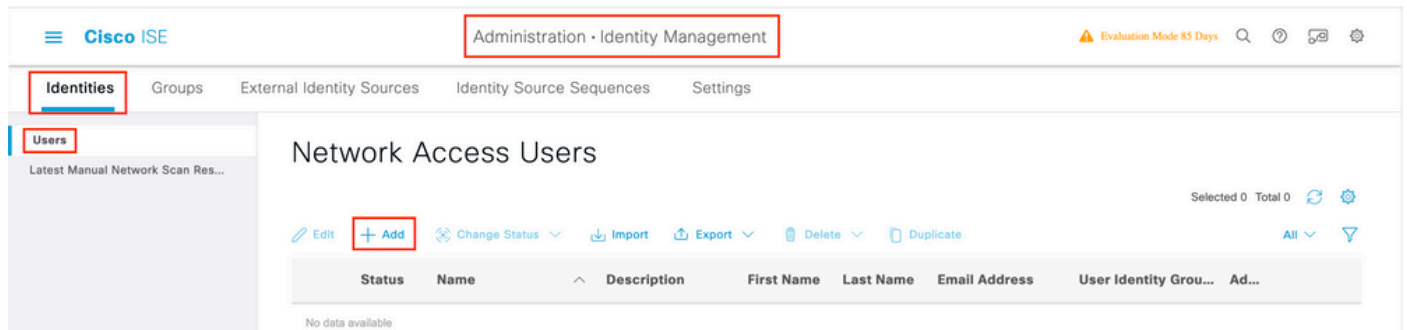 Cisco ISE
Administration · Identity Management
Evaluation Mode 85 Days
Identities Groups External Identity Sources Identity Source Sequences Settings
Users
Latest Manual Network Scan Res...
Network Access Users
Selected 0 Total 0
Edit Add Change Status Import Export Delete Duplicate All
Status Name Description First Name Last Name Email Address User Identity Grou... Ad...
No data available